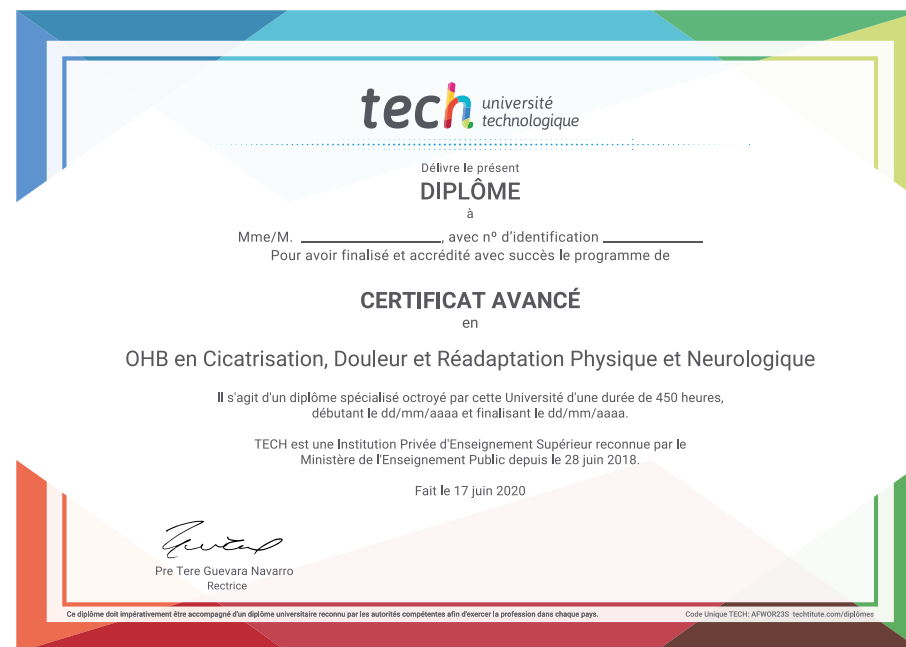 tech université
technologique
Délivre le présent
DIPLÔME
à
Mme/M. ____________________, avec nº d'identification ______________
Pour avoir finalisé et accrédité avec succès le programme de
CERTIFICAT AVANCÉ
en
OHB en Cicatrisation, Douleur et Réadaptation Physique et Neurologique
Il s'agit d'un diplôme spécialisé octroyé par cette Université d'une durée de 450 heures,
débutant le dd/mm/aaaa et finalisant le dd/mm/aaaa.
TECH est une Institution Privée d'Enseignement Supérieur reconnue par le
Ministère de l'Enseignement Public depuis le 28 juin 2018.
Fait le 17 juin 2020
Pre Tere Guevara Navarro
Rectrice
Ce diplôme doit impérativement être accompagné d'un diplôme universitaire reconnu par les autorités compétentes afin d'exercer la profession dans chaque pays.
Code Unique TECH: AFWOR23S techtitute.com/diplômes